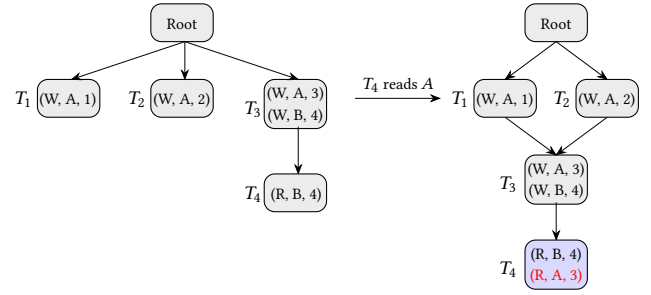 Root
T1 (W, A, 1)
T2 (W, A, 2)
T3 (W, A, 3)
(W, B, 4)
T4 (R, B, 4)
T4 reads A
Root
T1 (W, A, 1)
T2 (W, A, 2)
T3 (W, A, 3)
(W, B, 4)
T4 (R, B, 4)
(R, A, 3)